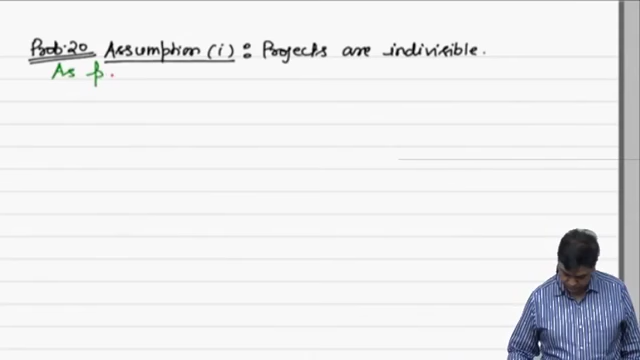 Prob.20 Assumption (i) : Projects are indivisible.
As p